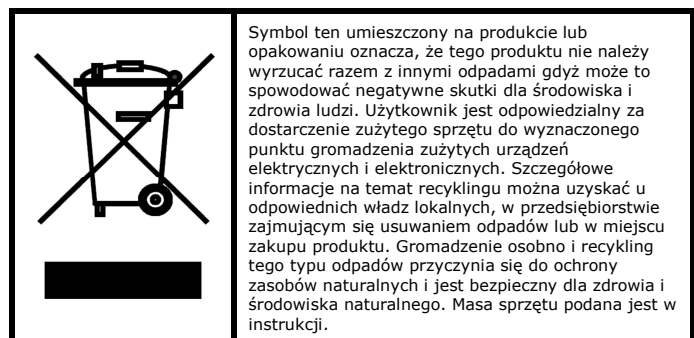 Symbol ten umieszczony na produkcie lub
opakowaniu oznacza, że tego produktu nie należy
wyrzucać razem z innymi odpadami gdyż może to
spowodować negatywne skutki dla środowiska i
zdrowia ludzi. Użytkownik jest odpowiedzialny za
dostarczenie zużytego sprzętu do wyznaczonego
punktu gromadzenia zużytych urządzeń
elektrycznych i elektronicznych. Szczegółowe
informacje na temat recyklingu można uzyskać u
odpowiednich władz lokalnych, w przedsiębiorstwie
zajmującym się usuwaniem odpadów lub w miejscu
zakupu produktu. Gromadzenie osobno i recykling
tego typu odpadów przyczynia się do ochrony
zasobów naturalnych i jest bezpieczny dla zdrowia i
środowiska naturalnego. Masa sprzętu podana jest w
instrukcji.